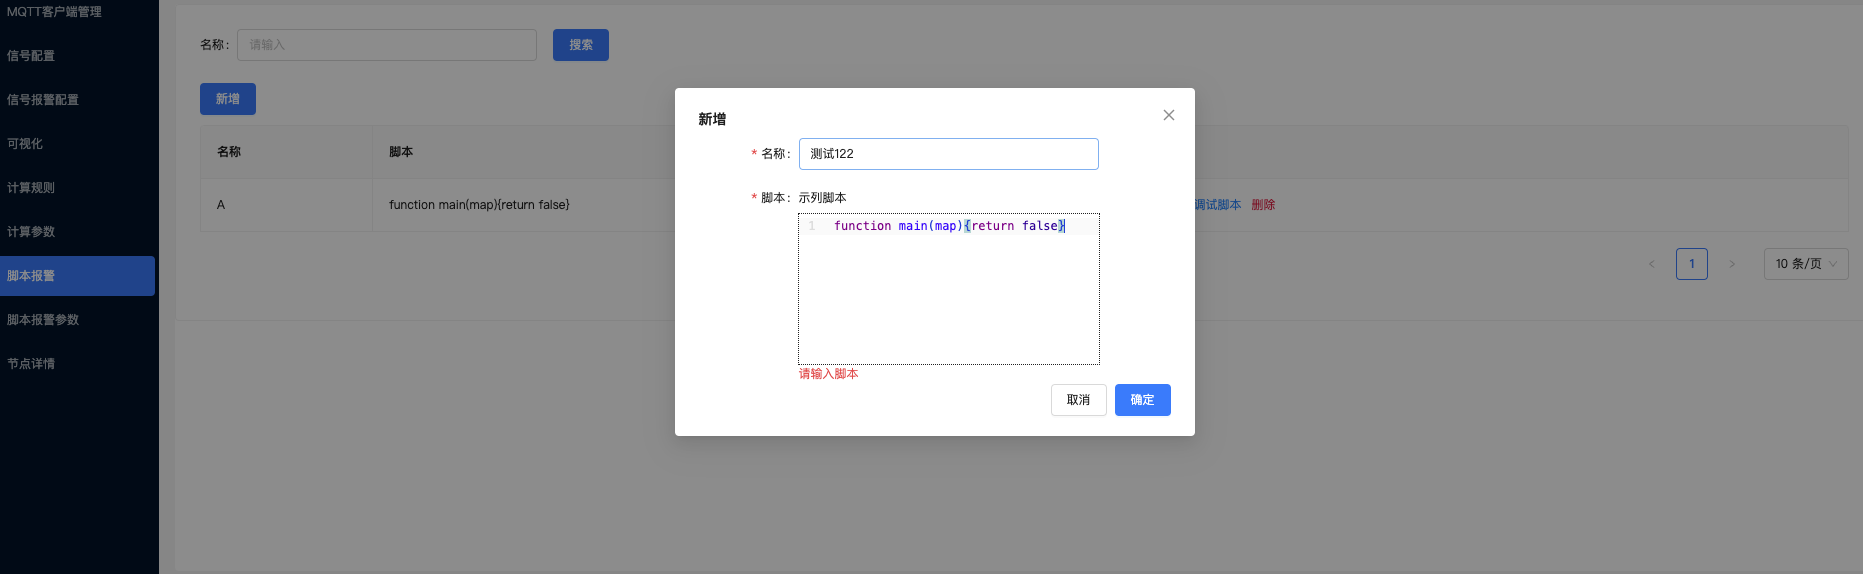 MQTT客户端管理
信号配置
信号报警配置
可视化
计算规则
计算参数
脚本报警
脚本报警参数
节点详情
名称: 请输入 搜索
新增
名称 脚本
A function main(map){return false} 调试脚本 删除
1 10 条/页
新增
* 名称: 测试122
* 脚本: 示列脚本
1 function main(map){return false}
请输入脚本
取消 确定